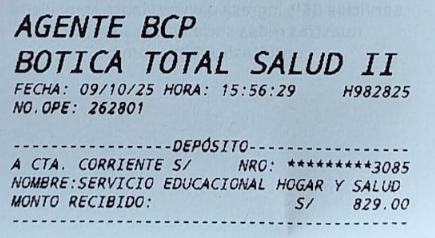 AGENTE BCP
BOTICA TOTAL SALUD II
FECHA: 09/10/25 HORA: 15:56:29 H982825
NO.OPE: 262801
------------------DEPÓSITO------------------
A CTA. CORRIENTE S/ NRO: *********3085
NOMBRE:SERVICIO EDUCACIONAL HOGAR Y SALUD
MONTO RECIBIDO: S/ 829.00
--------------------------------------------